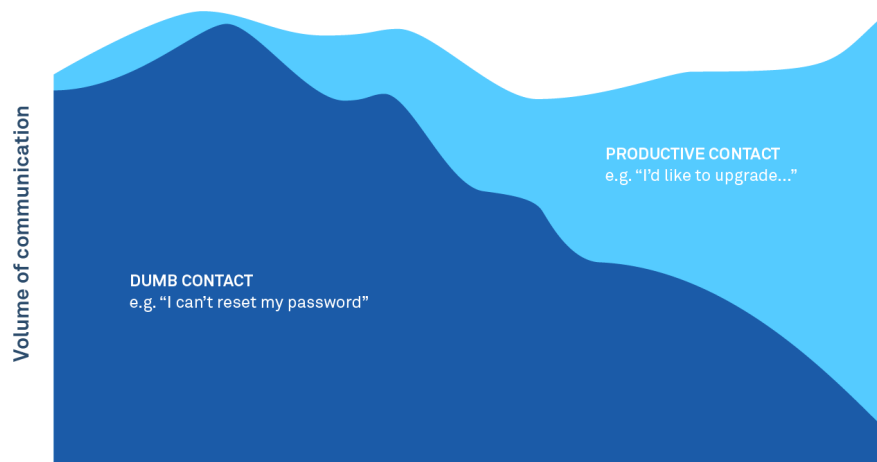 Volume of communication
PRODUCTIVE CONTACT
e.g. “I’d like to upgrade...”
DUMB CONTACT
e.g. “I can’t reset my password”